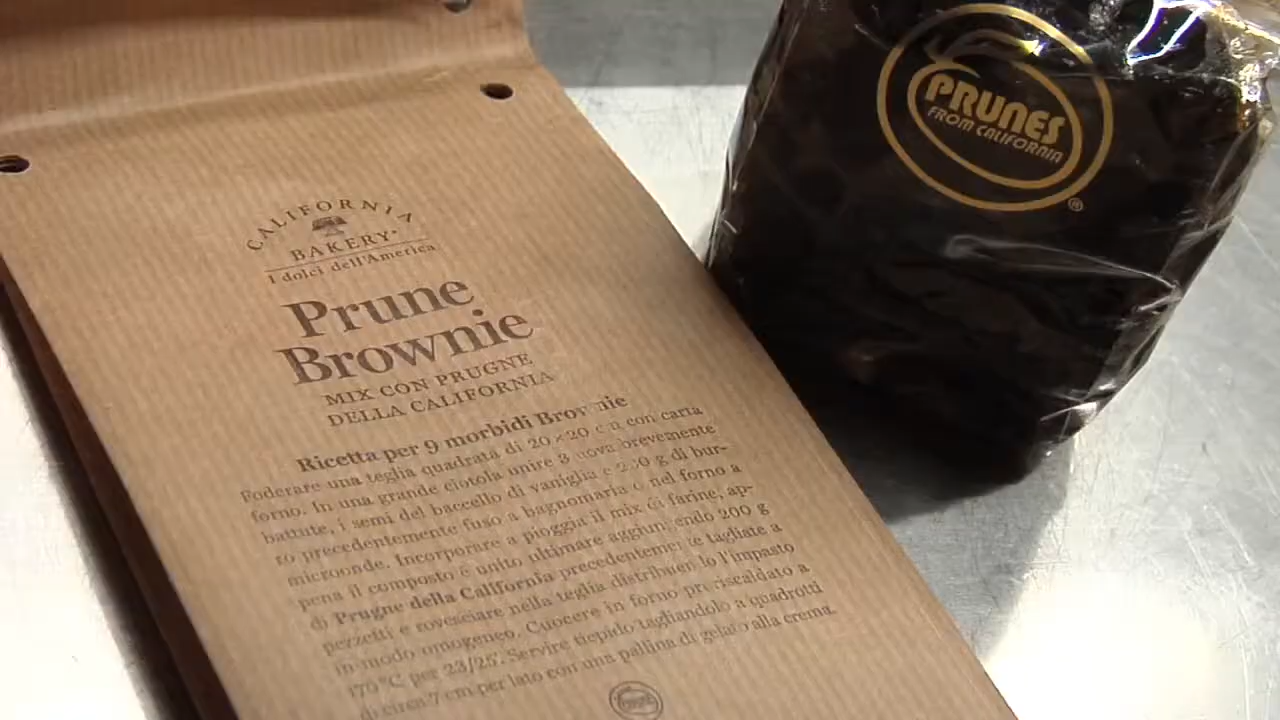 CALIFORNIA
BAKERY
I dolci dell'America
Prune
Brownie
MIX CON PRUGNE
DELLA CALIFORNIA
Ricetta per 9 morbidi Brownie
Foderare una teglia quadrata di 20×20 cm con carta
forno. In una grande ciotola unire 3 uova brevemente
battute, i semi del baccello di vaniglia e g di bur-
ro precedentemente fuso a bagnomaria o nel forno a
microonde. Incorporare a pioggia il mix di farine, ap-
pena il composto è unito ultimare aggiungendo 200 g
di Prugne della California precedentemente tagliate a
pezzetti e rovesciare nella teglia distribuendo l'impasto
in modo omogeneo. Cuocere in forno preriscaldato a
170 °C per 23/25'. Servire tiepido tagliandolo a quadrotti
di circa 7 cm per lato con una pallina di gelato alla crema.
PRUNES
FROM CALIFORNIA
®